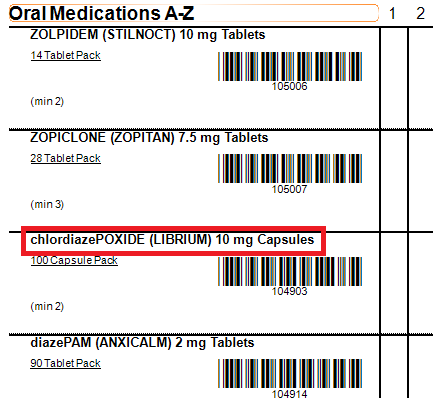 Oral Medications A-Z 1 2
ZOLPIDEM (STILNOCT) 10 mg Tablets
14 Tablet Pack
105006
(min 2)
ZOPICLONE (ZOPITAN) 7.5 mg Tablets
28 Tablet Pack
105007
(min 3)
chlordiazePOXIDE (LIBRIUM) 10 mg Capsules
100 Capsule Pack
104903
(min 2)
diazePAM (ANXICALM) 2 mg Tablets
90 Tablet Pack
104914